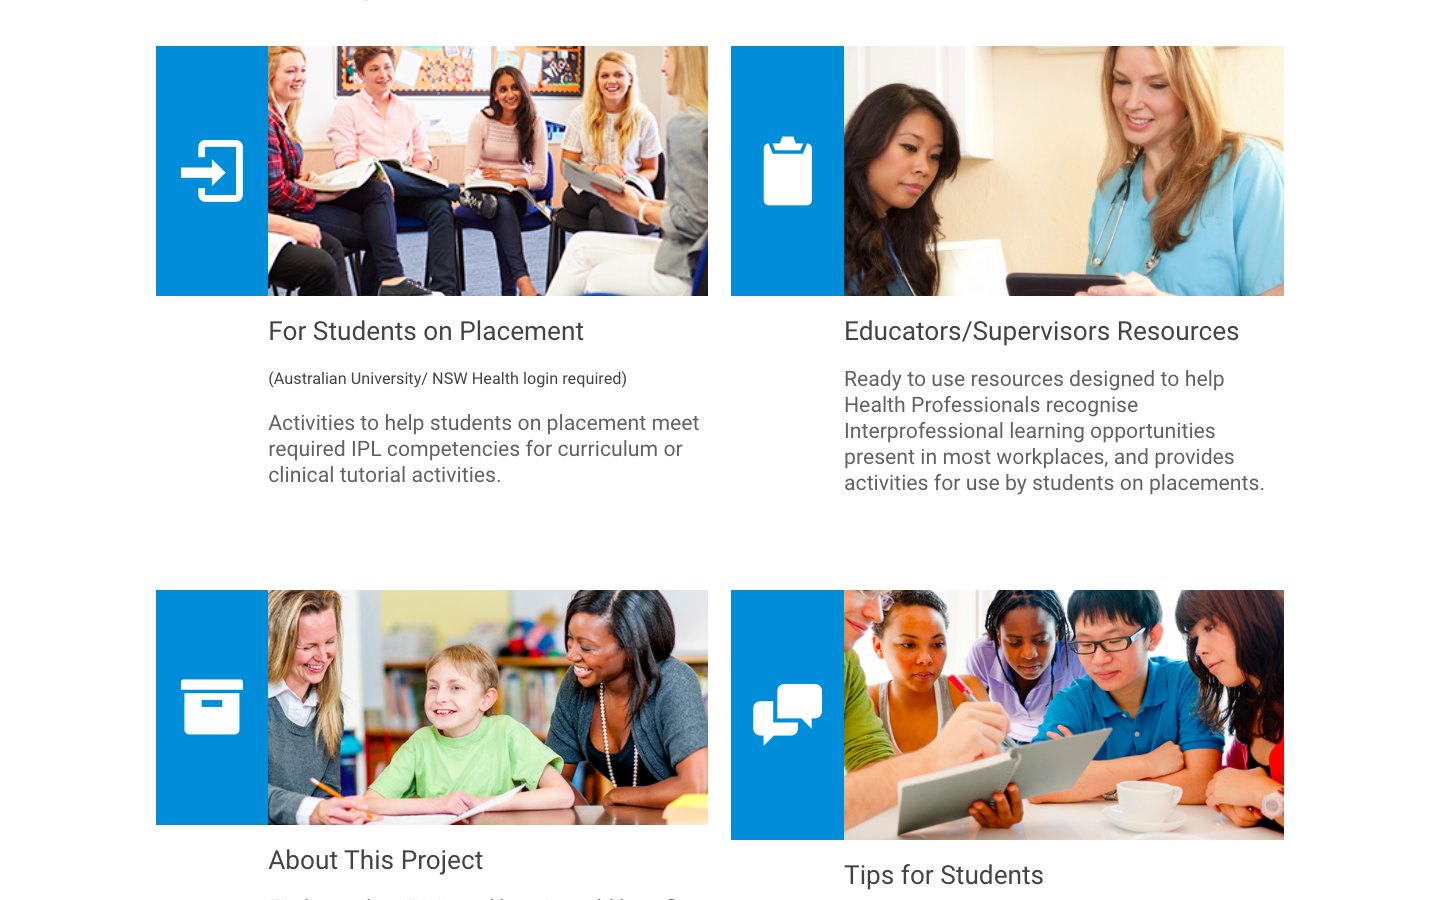 For Students on Placement
(Australian University/ NSW Health login required)
Activities to help students on placement meet
required IPL competencies for curriculum or
clinical tutorial activities.
Educators/Supervisors Resources
Ready to use resources designed to help
Health Professionals recognise
Interprofessional learning opportunities
present in most workplaces, and provides
activities for use by students on placements.
About This Project
Tips for Students